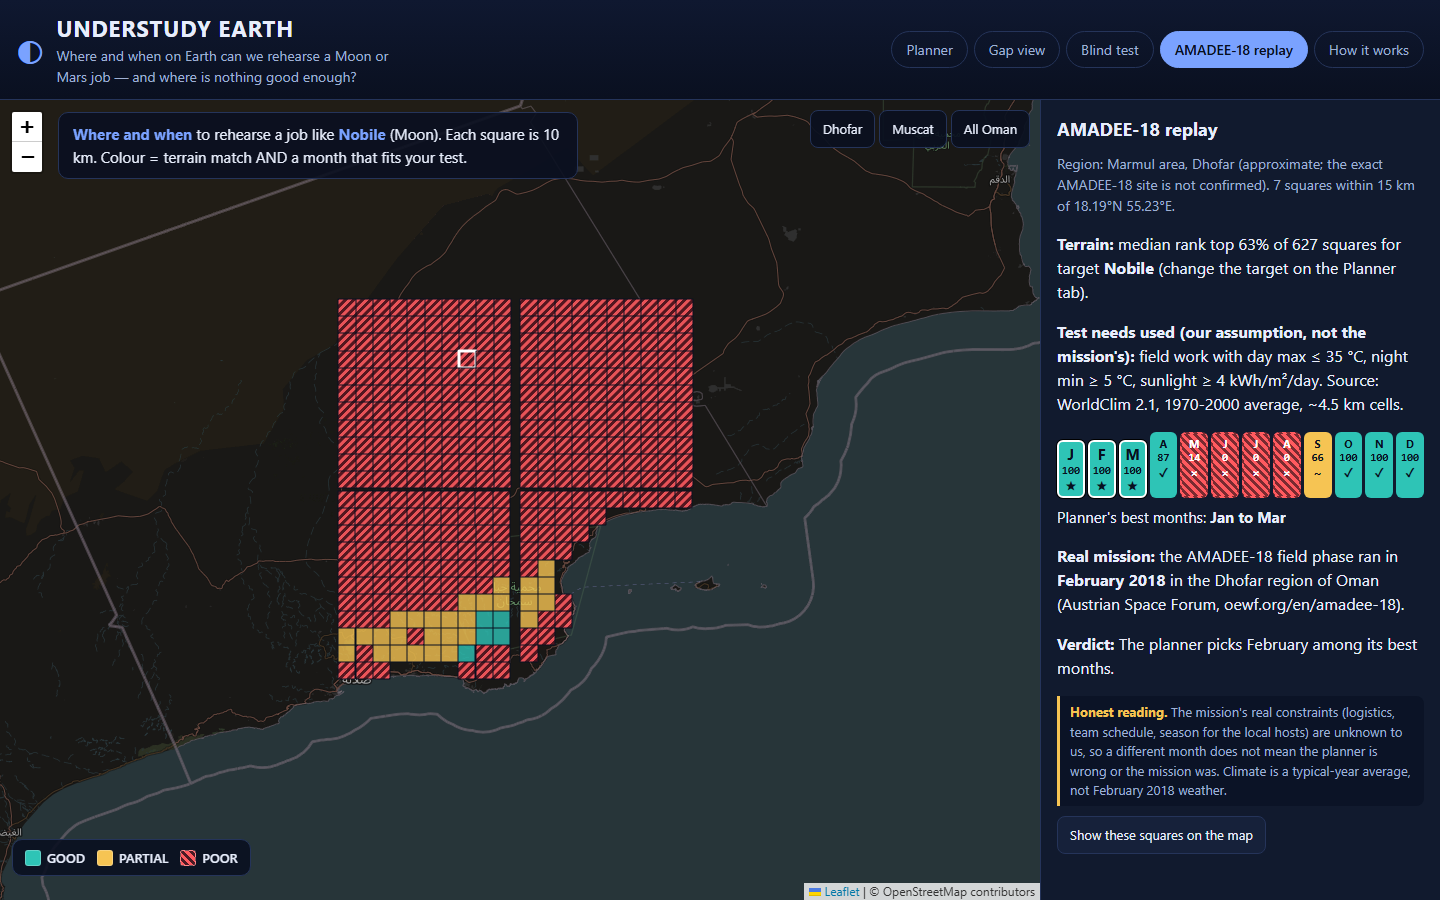 UNDERSTUDY EARTH
Where and when on Earth can we rehearse a Moon or
Mars job — and where is nothing good enough?
Planner
Gap view
Blind test
AMADEE-18 replay
How it works
+
−
Where and when to rehearse a job like Nobile (Moon). Each square is 10
km. Colour = terrain match AND a month that fits your test.
Dhofar
Muscat
All Oman
الدقم
صلالة
GOOD
PARTIAL
POOR
Leaflet | © OpenStreetMap contributors
AMADEE-18 replay
Region: Marmul area, Dhofar (approximate; the exact
AMADEE-18 site is not confirmed). 7 squares within 15 km
of 18.19°N 55.23°E.
Terrain: median rank top 63% of 627 squares for
target Nobile (change the target on the Planner
tab).
Test needs used (our assumption, not the
mission's): field work with day max ≤ 35 °C, night
min ≥ 5 °C, sunlight ≥ 4 kWh/m²/day. Source:
WorldClim 2.1, 1970-2000 average, ~4.5 km cells.
J F M A M J J A S O N D
100 100 100 87 14 0 0 0 66 100 100 100
★ ★ ★ ✓ × × × × ~ ✓ ✓ ✓
Planner's best months: Jan to Mar
Real mission: the AMADEE-18 field phase ran in
February 2018 in the Dhofar region of Oman
(Austrian Space Forum, oewf.org/en/amadee-18).
Verdict: The planner picks February among its best
months.
Honest reading. The mission's real constraints (logistics,
team schedule, season for the local hosts) are unknown to
us, so a different month does not mean the planner is
wrong or the mission was. Climate is a typical-year average,
not February 2018 weather.
Show these squares on the map